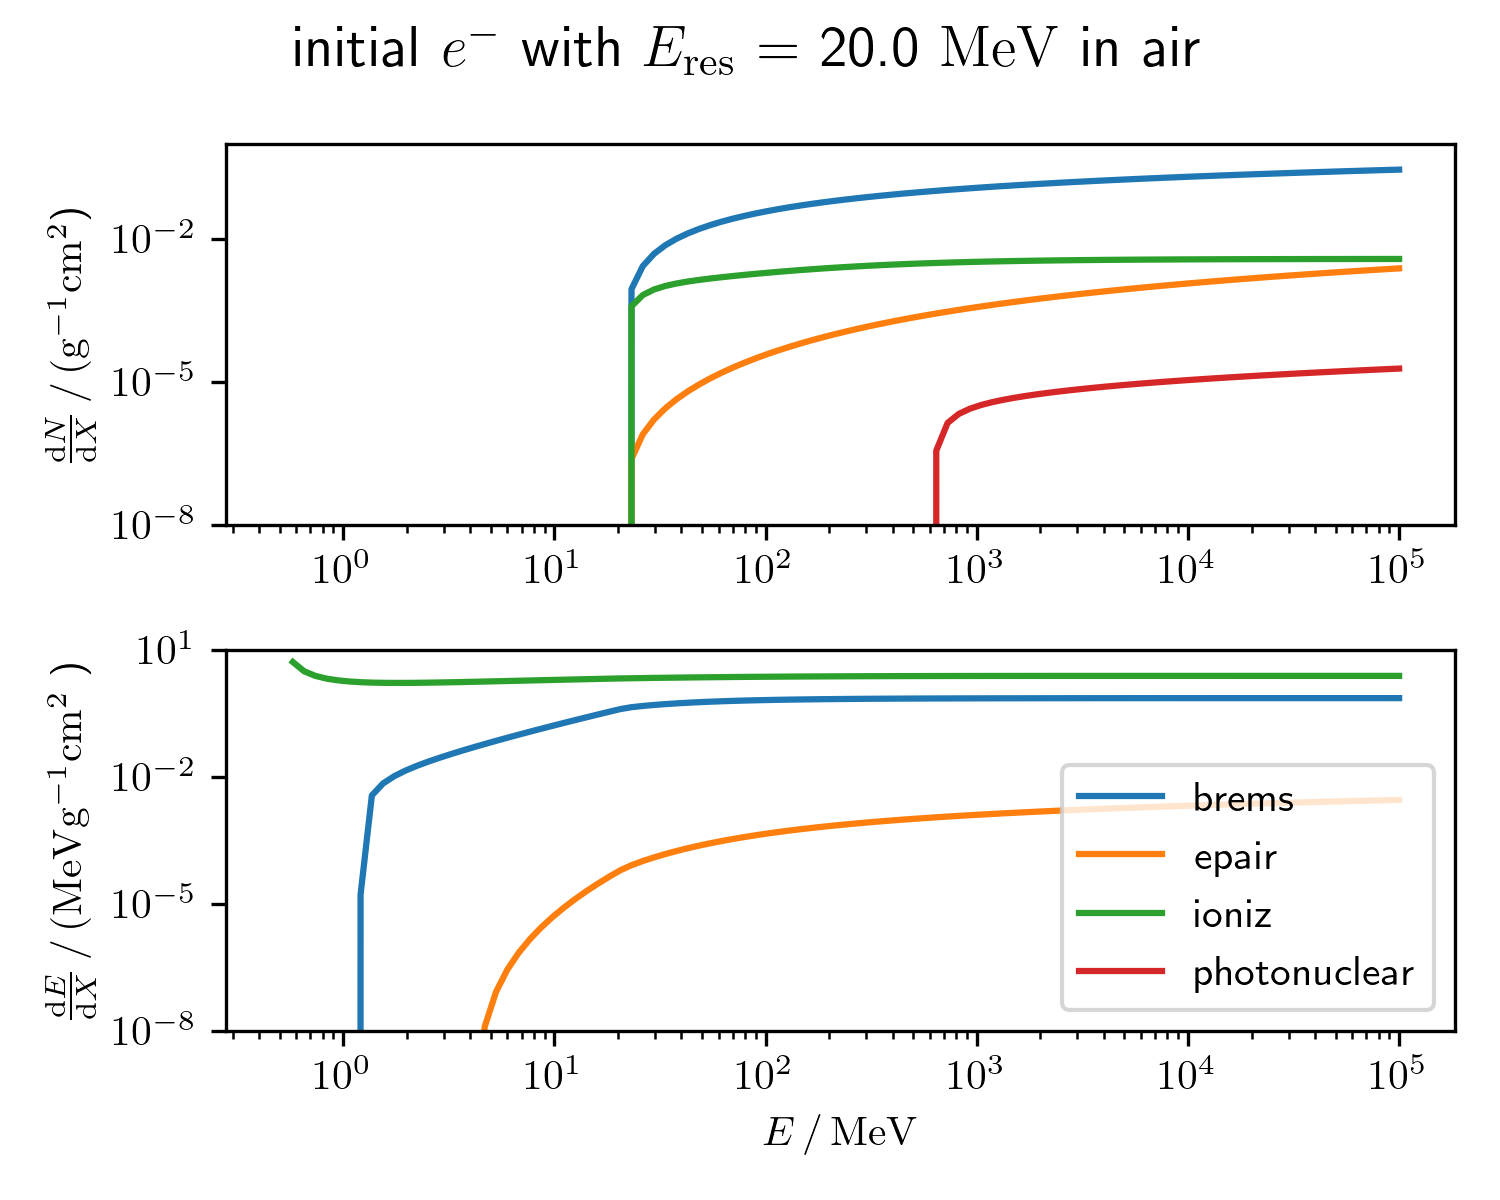 initial e⁻ with E_res = 20.0 MeV in air
dN/dX / (g⁻¹cm²)
10⁻²
10⁻⁵
10⁻⁸
10⁰ 10¹ 10² 10³ 10⁴ 10⁵
dE/dX / (MeVg⁻¹cm² )
10¹
10⁻²
10⁻⁵
10⁻⁸
brems
epair
ioniz
photonuclear
10⁰ 10¹ 10² 10³ 10⁴ 10⁵
E / MeV